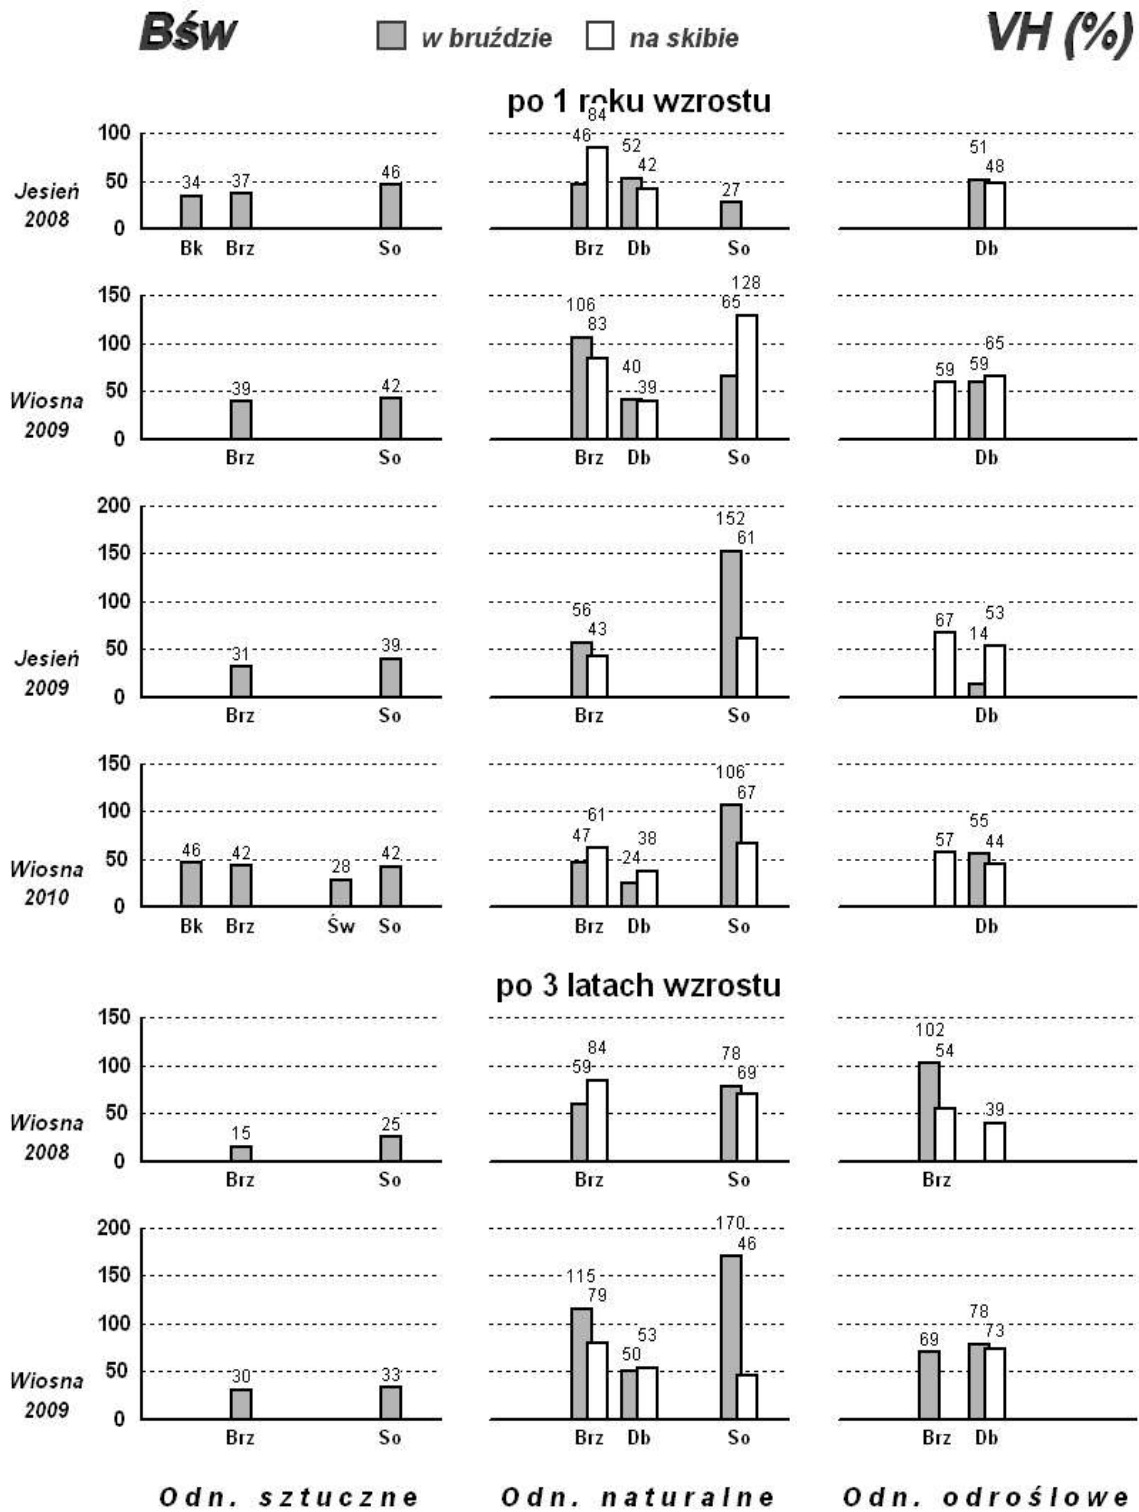 Bśw w bruździe na skibie VH (%)
po 1 roku wzrostu
Jesień 2008
100
50
0
34 37 46
Bk Brz So
46 84 52 42 27
Brz Db So
51 48
Db
Wiosna 2009
150
100
50
0
39 42
Brz So
106 83 40 39 65 128
Brz Db So
59 59 65
Db
Jesień 2009
200
150
100
50
0
31 39
Brz So
56 43 152 61
Brz So
67 14 53
Db
Wiosna 2010
150
100
50
0
46 42 28 42
Bk Brz Św So
47 61 24 38 106 67
Brz Db So
57 55 44
Db
po 3 latach wzrostu
Wiosna 2008
150
100
50
0
15 25
Brz So
59 84 78 69
Brz So
102 54 39
Brz
Wiosna 2009
200
150
100
50
0
30 33
Brz So
115 79 50 53 170 46
Brz Db So
69 78 73
Brz Db
Odn. sztuczne Odn. naturalne Odn. odroślowe